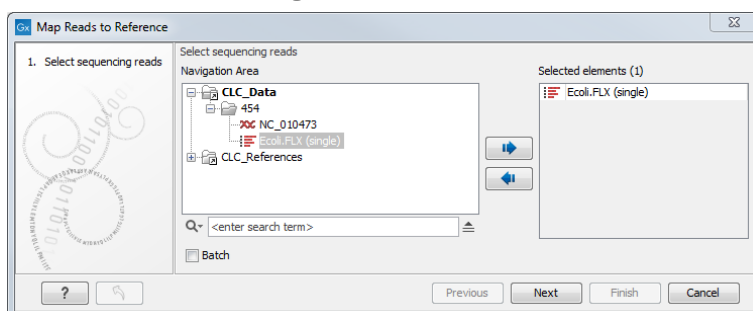 Gx Map Reads to Reference
1. Select sequencing reads
Select sequencing reads
Navigation Area
CLC_Data
454
NC_010473
Ecoli.FLX (single)
CLC_References
<enter search term>
Batch
Selected elements (1)
Ecoli.FLX (single)
?
Previous
Next
Finish
Cancel